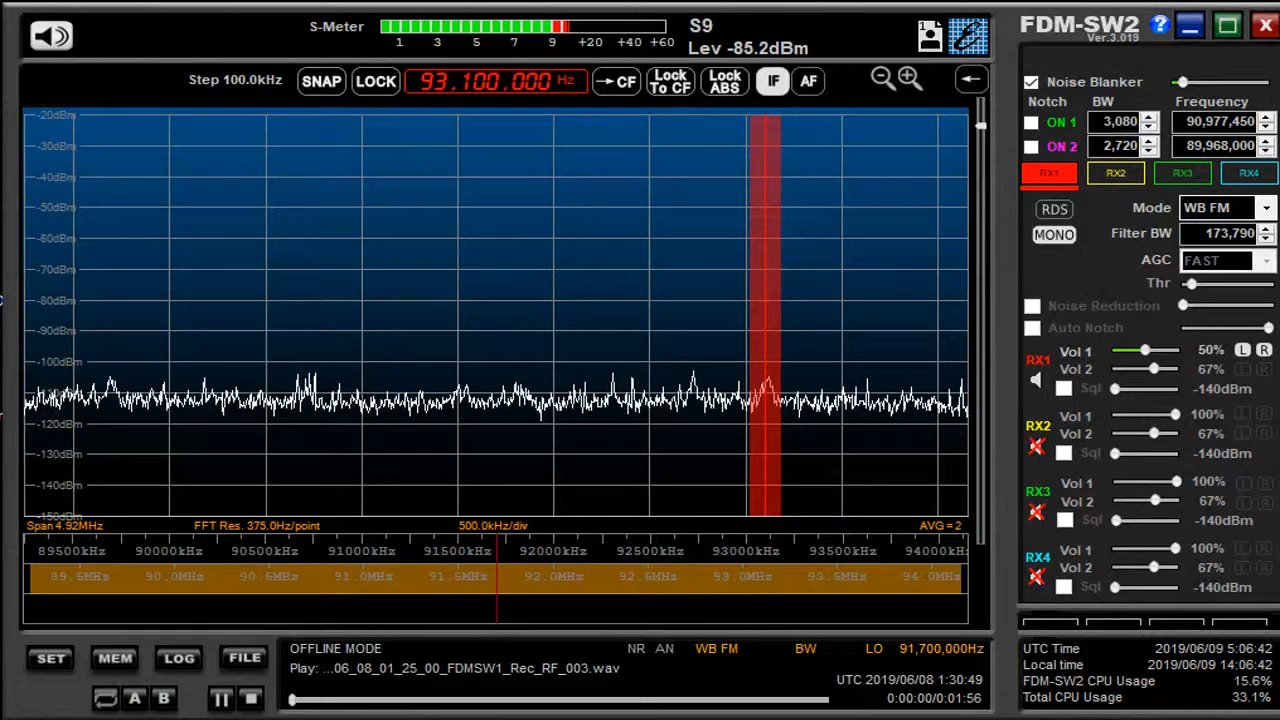 S-Meter
1 3 5 7 9 +20 +40 +60
S9
Lev -85.2dBm
1
FDM-SW2
?
X
Ver.3.019
Step 100.0kHz
SNAP
LOCK
93.100.000 Hz
→CF
Lock To CF
Lock ABS
IF
AF
-20dBm
-30dBm
-40dBm
-50dBm
-60dBm
-70dBm
-80dBm
-90dBm
-100dBm
-120dBm
-130dBm
-140dBm
-150dBm
Span 4.92MHz
FFT Res. 375.0Hz/point
500.0kHz/div
AVG=2
89500kHz 90000kHz 90500kHz 91000kHz 91500kHz 92000kHz 92500kHz 93000kHz 93500kHz 94000kHz
89.5MHz 90.0MHz 90.5MHz 91.0MHz 91.5MHz 92.0MHz 92.5MHz 93.0MHz 93.5MHz 94.0MHz
SET
MEM
LOG
FILE
A
B
OFFLINE MODE
NR AN
WB FM
BW
LO 91,700,000Hz
Play: ...06_08_01_25_00_FDMSW1_Rec_RF_003.wav
UTC 2019/06/08 1:30:49
0:00:00/0:01:56
Noise Blanker
Notch BW Frequency
ON 1 3,080 90,977,450
ON 2 2,720 89,968,000
RX1 RX2 RX3 RX4
RDS
Mode WB FM
MONO
Filter BW 173,790
AGC FAST
Thr
Noise Reduction
Auto Notch
RX1
Vol 1 50% L R
Vol 2 67% L R
Sql -140dBm
RX2
Vol 1 100% L R
Vol 2 67% L R
Sql -140dBm
RX3
Vol 1 100% L R
Vol 2 67% L R
Sql -140dBm
RX4
Vol 1 100% L R
Vol 2 67% L R
Sql -140dBm
UTC Time 2019/06/09 5:06:42
Local time 2019/06/09 14:06:42
FDM-SW2 CPU Usage 15.6%
Total CPU Usage 33.1%